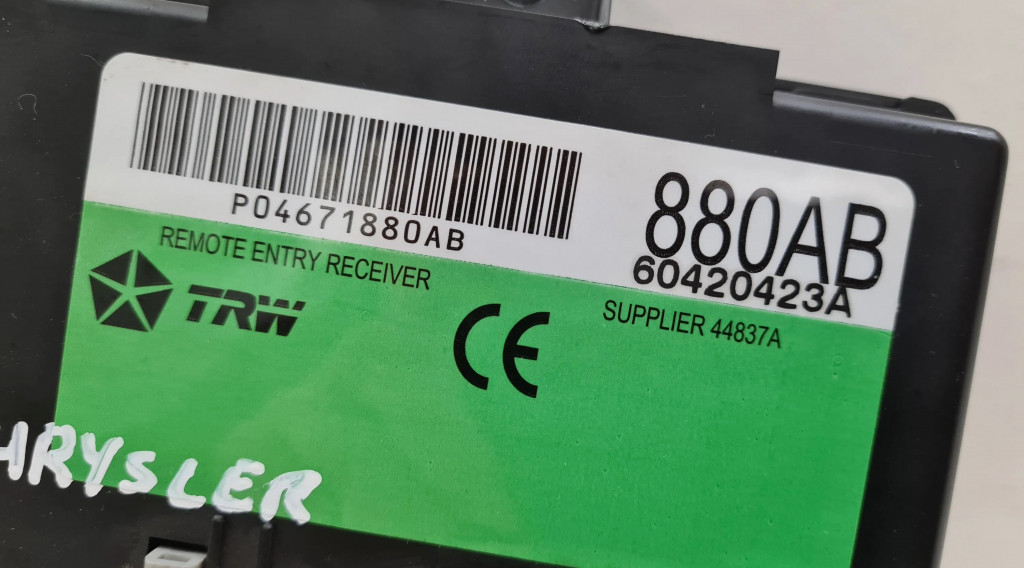 P04671880AB
880AB
60420423A
REMOTE ENTRY RECEIVER
TRW
CE
SUPPLIER 44837A
HRYSLER